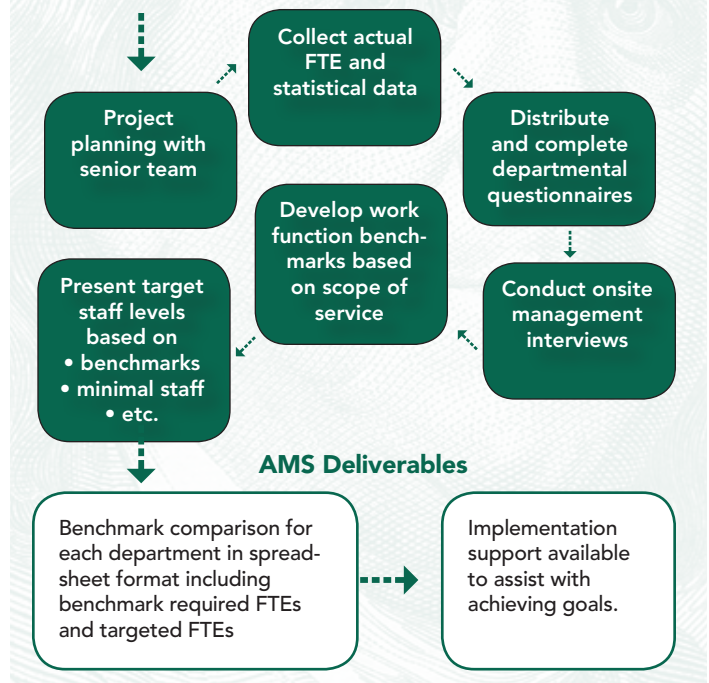 Project
planning with
senior team
Collect actual
FTE and
statistical data
Distribute
and complete
departmental
questionnaires
Conduct onsite
management
interviews
Develop work
function bench-
marks based
on scope of
service
Present target
staff levels
based on
• benchmarks
• minimal staff
• etc.
AMS Deliverables
Benchmark comparison for
each department in spread-
sheet format including
benchmark required FTEs
and targeted FTEs
Implementation
support available
to assist with
achieving goals.